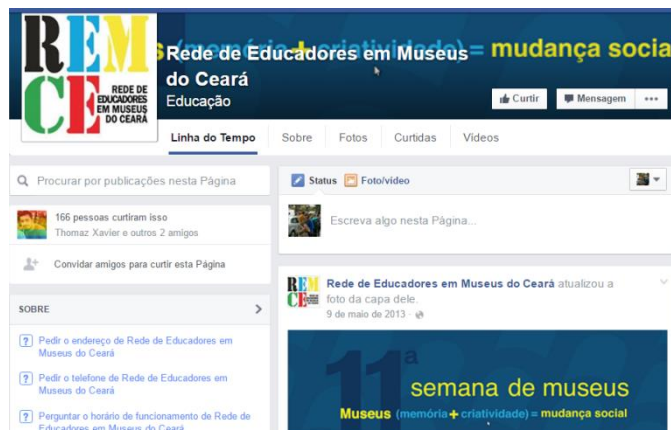 REM
CE
REDE DE
EDUCADORES
EM MUSEUS
DO CEARÁ
s (memória + criatividade) = mudança socia
Rede de Educadores em Museus
do Ceará
Educação
Curtir
Mensagem
Linha do Tempo Sobre Fotos Curtidas Vídeos
Procurar por publicações nesta Página
166 pessoas curtiram isso
Thomaz Xavier e outros 2 amigos
Convidar amigos para curtir esta Página
SOBRE
? Pedir o endereço de Rede de Educadores em
Museus do Ceará
? Pedir o telefone de Rede de Educadores em
Museus do Ceará
? Perguntar o horário de funcionamento de Rede de
Educadores em Museus do Ceará
Status Foto/vídeo
Escreva algo nesta Página...
REM
CE
Rede de Educadores em Museus do Ceará atualizou a
foto da capa dele.
9 de maio de 2013 ·
11ª
semana de museus
Museus (memória + criatividade) = mudança social